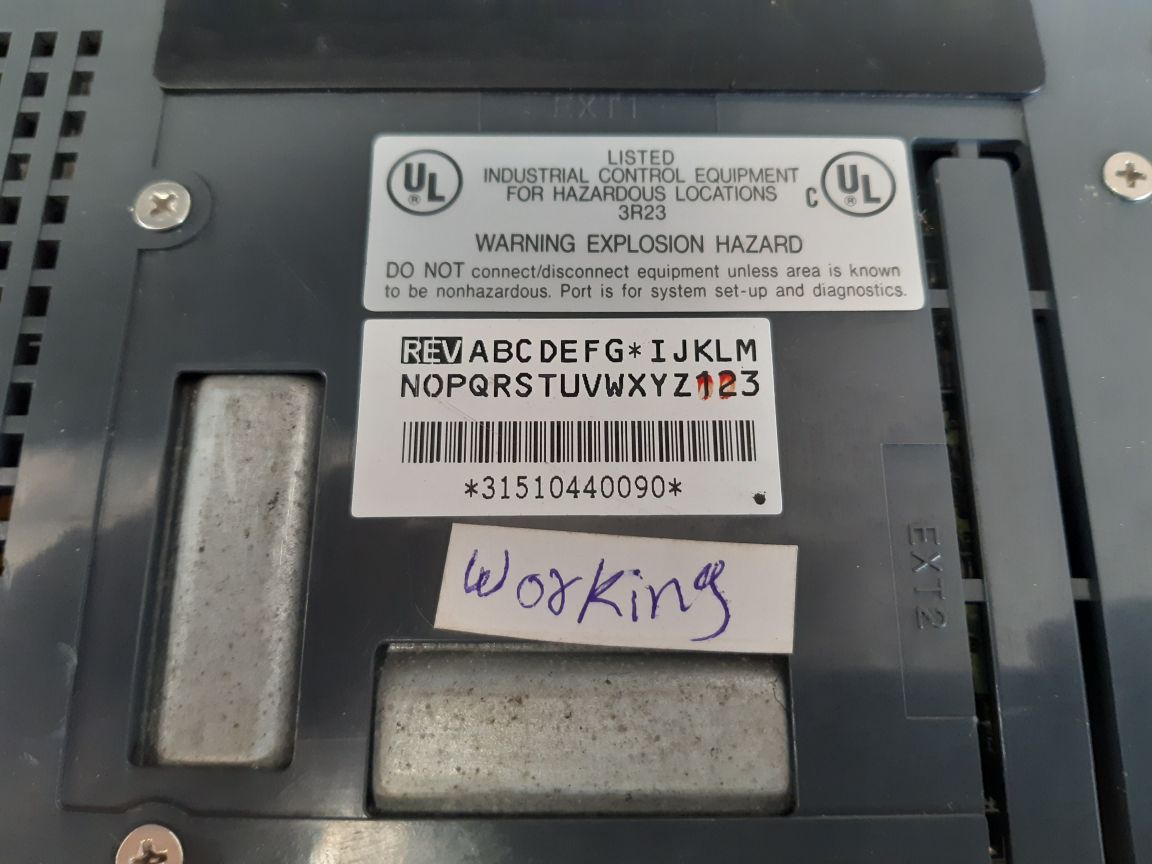 EXT1
UL ®
LISTED
INDUSTRIAL CONTROL EQUIPMENT
FOR HAZARDOUS LOCATIONS
3R23
C UL ®
WARNING EXPLOSION HAZARD
DO NOT connect/disconnect equipment unless area is known
to be nonhazardous. Port is for system set-up and diagnostics.
REV ABCDEFG*IJKLM
NOPQRSTUVWXYZ123
*31510440090*
Working
EXT2